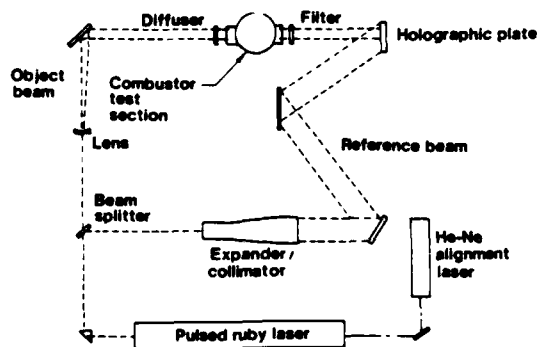 Diffuser
Filter
Holographic plate
Object
beam
Combustor
test
section
Lens
Reference beam
Beam
splitter
Expander/
collimator
He-Ne
alignment
laser
Pulsed ruby laser